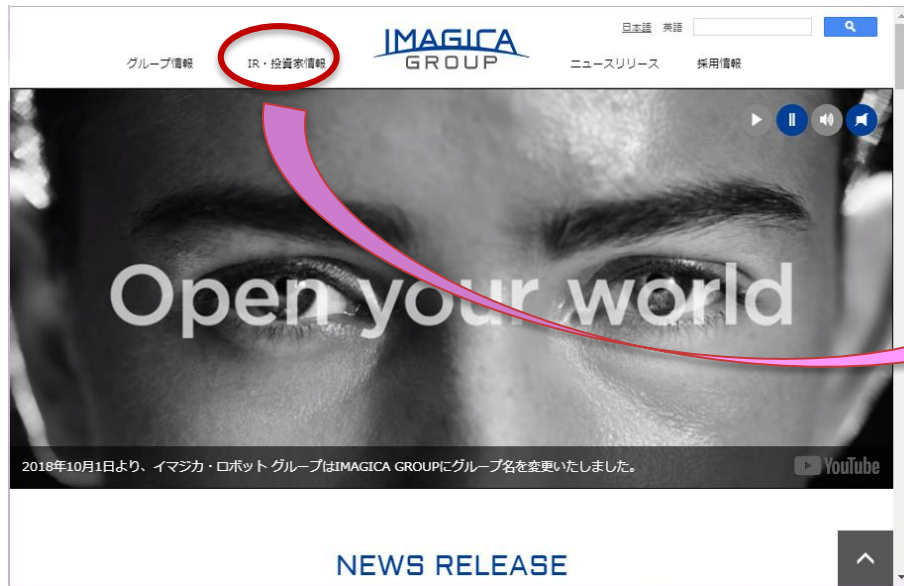 日本語 英語
IMAGICA
GROUP
グループ情報 IR・投資家情報 ニュースリリース 採用情報
Open your world
2018年10月1日より、イマジカ・ロボット グループはIMAGICA GROUPにグループ名を変更いたしました。
YouTube
NEWS RELEASE